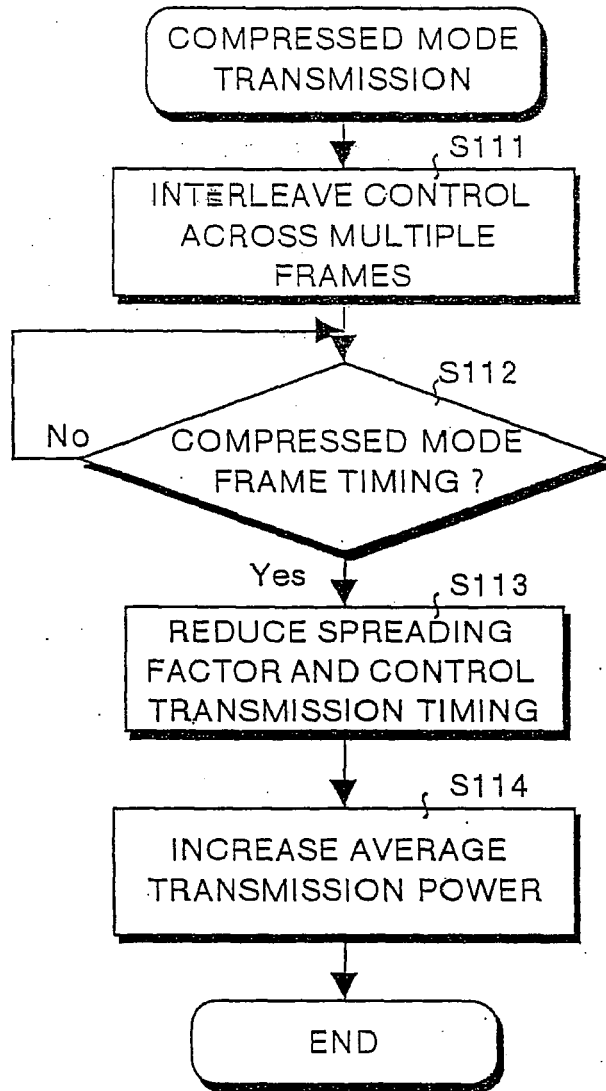 COMPRESSED MODE
TRANSMISSION
S111
INTERLEAVE CONTROL
ACROSS MULTIPLE
FRAMES
S112
No
COMPRESSED MODE
FRAME TIMING ?
Yes
S113
REDUCE SPREADING
FACTOR AND CONTROL
TRANSMISSION TIMING
S114
INCREASE AVERAGE
TRANSMISSION POWER
END